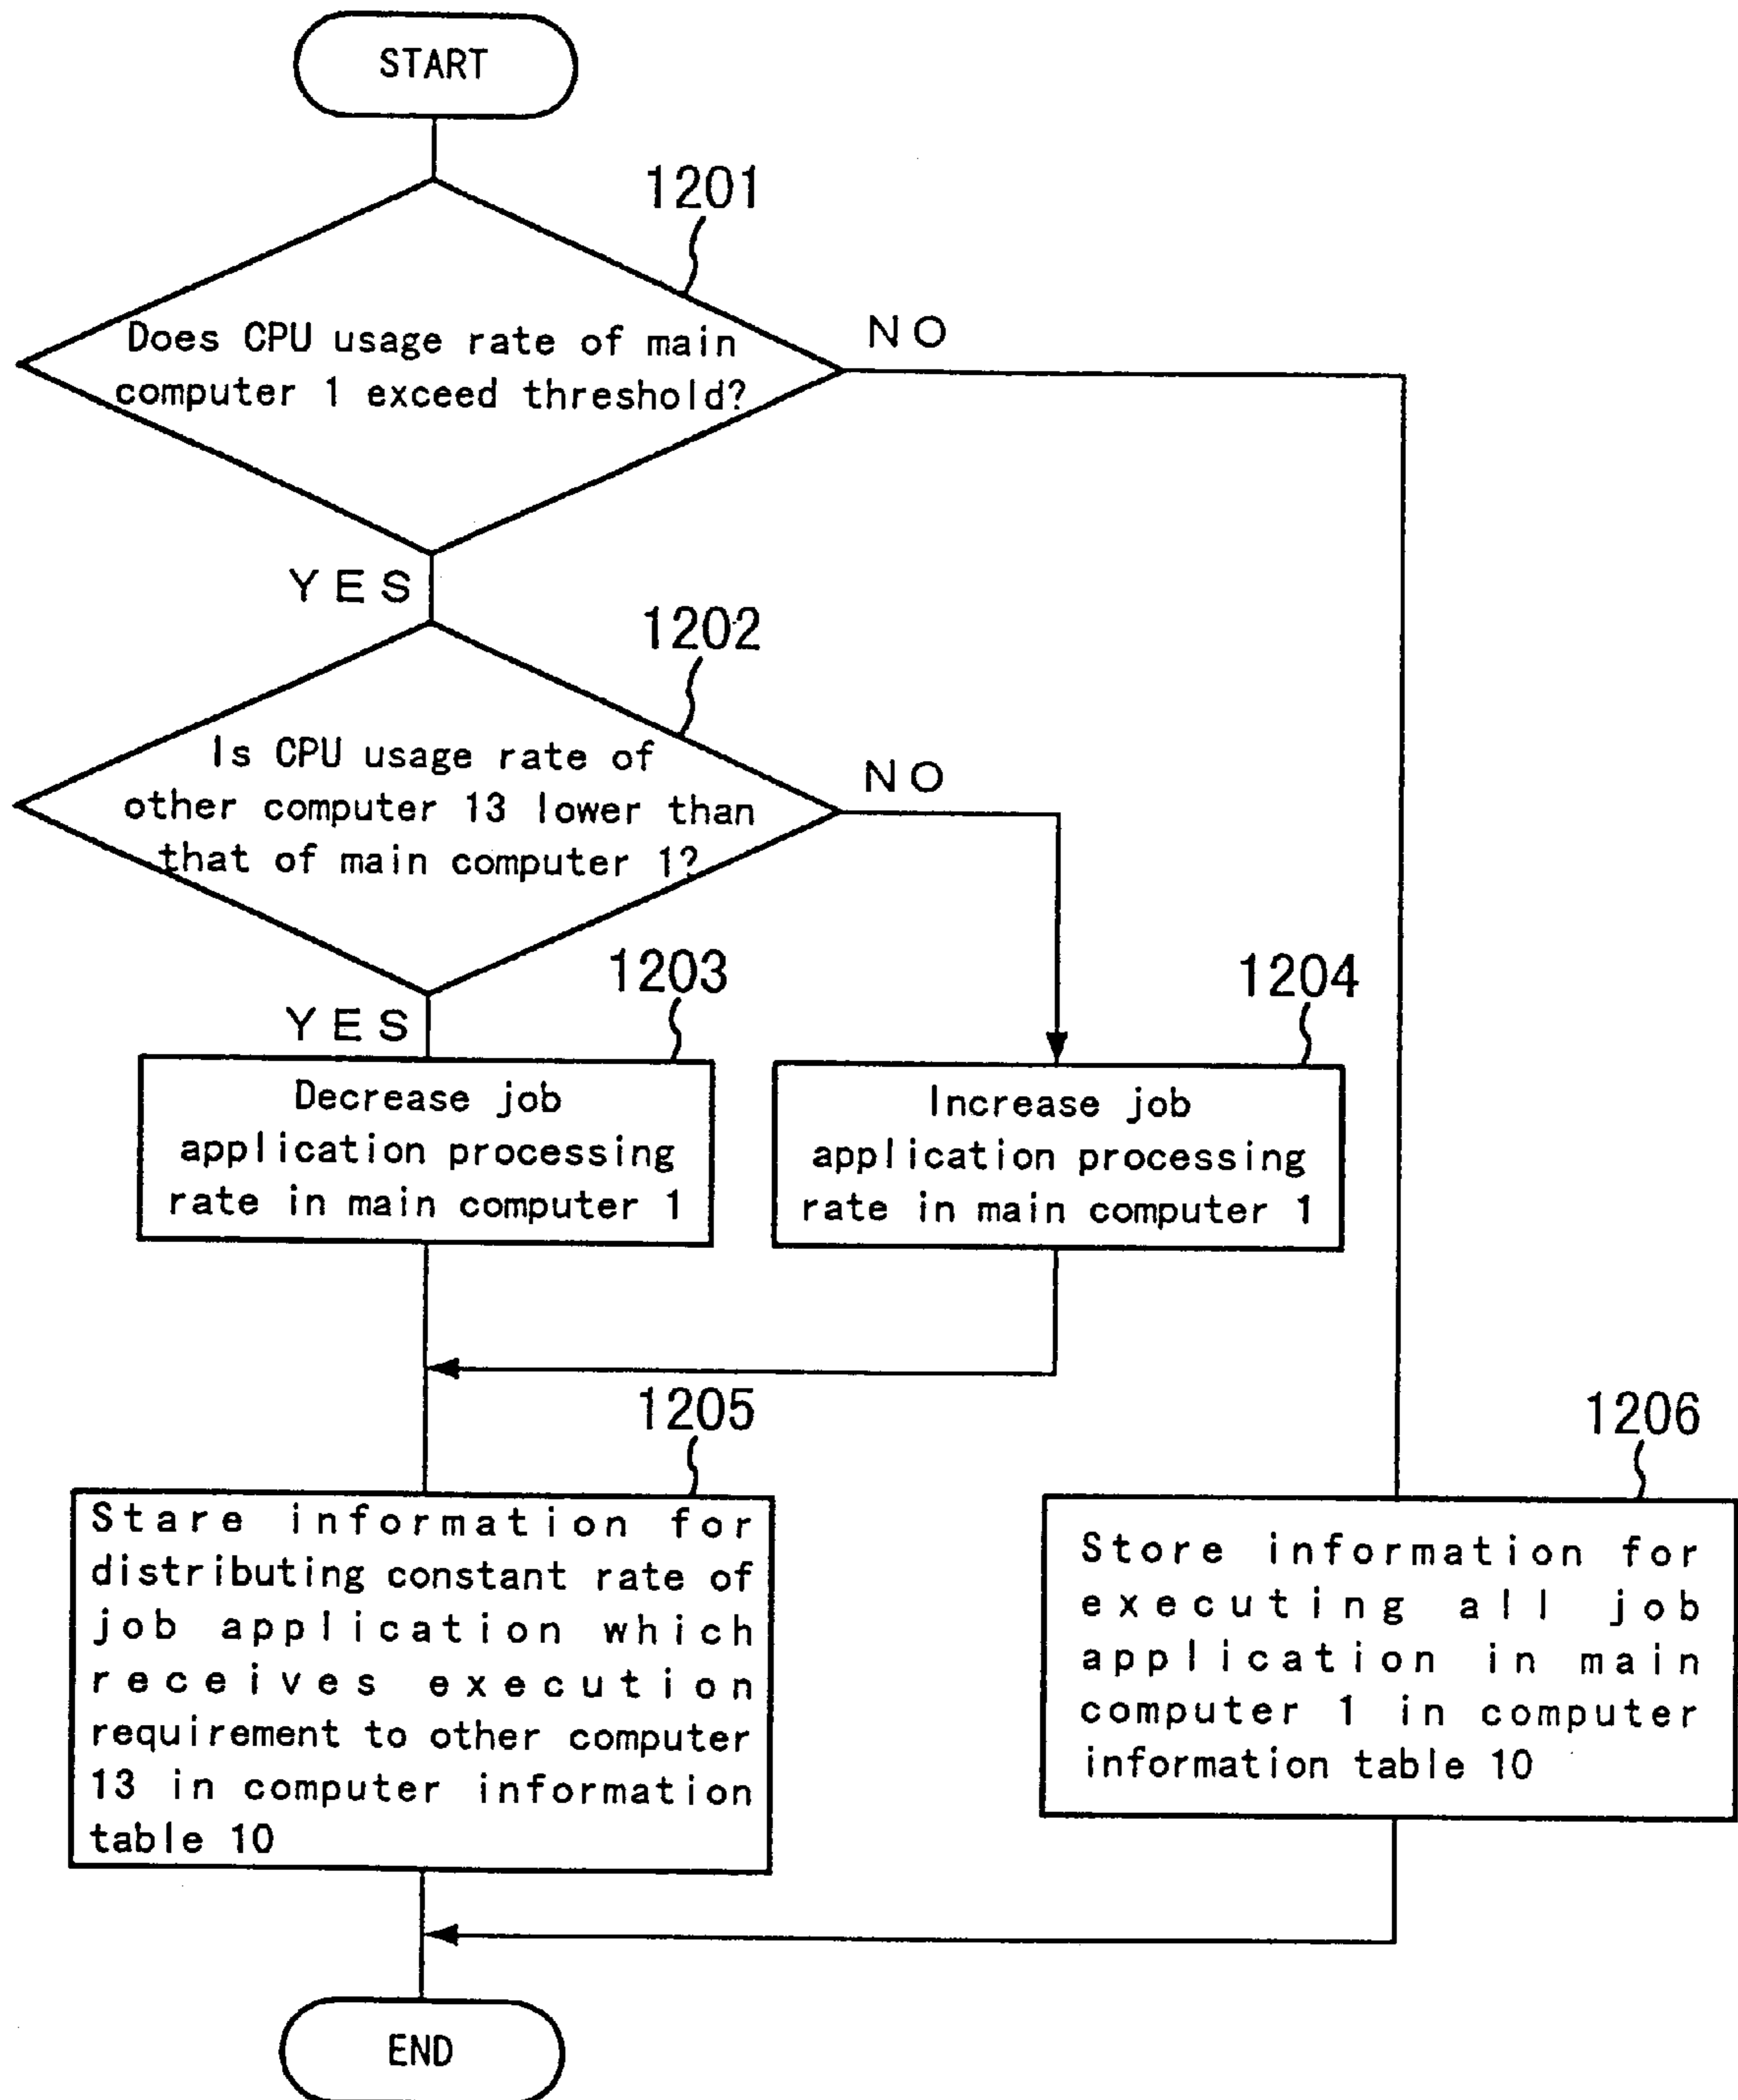 START
1201
Does CPU usage rate of main
computer 1 exceed threshold?
NO
YES
1202
Is CPU usage rate of
other computer 13 lower than
that of main computer 1?
NO
YES
1203
Decrease job
application processing
rate in main computer 1
1204
Increase job
application processing
rate in main computer 1
1205
Stare information for
distributing constant rate of
job application which
receives execution
requirement to other computer
13 in computer information
table 10
1206
Store information for
executing all job
application in main
computer 1 in computer
information table 10
END